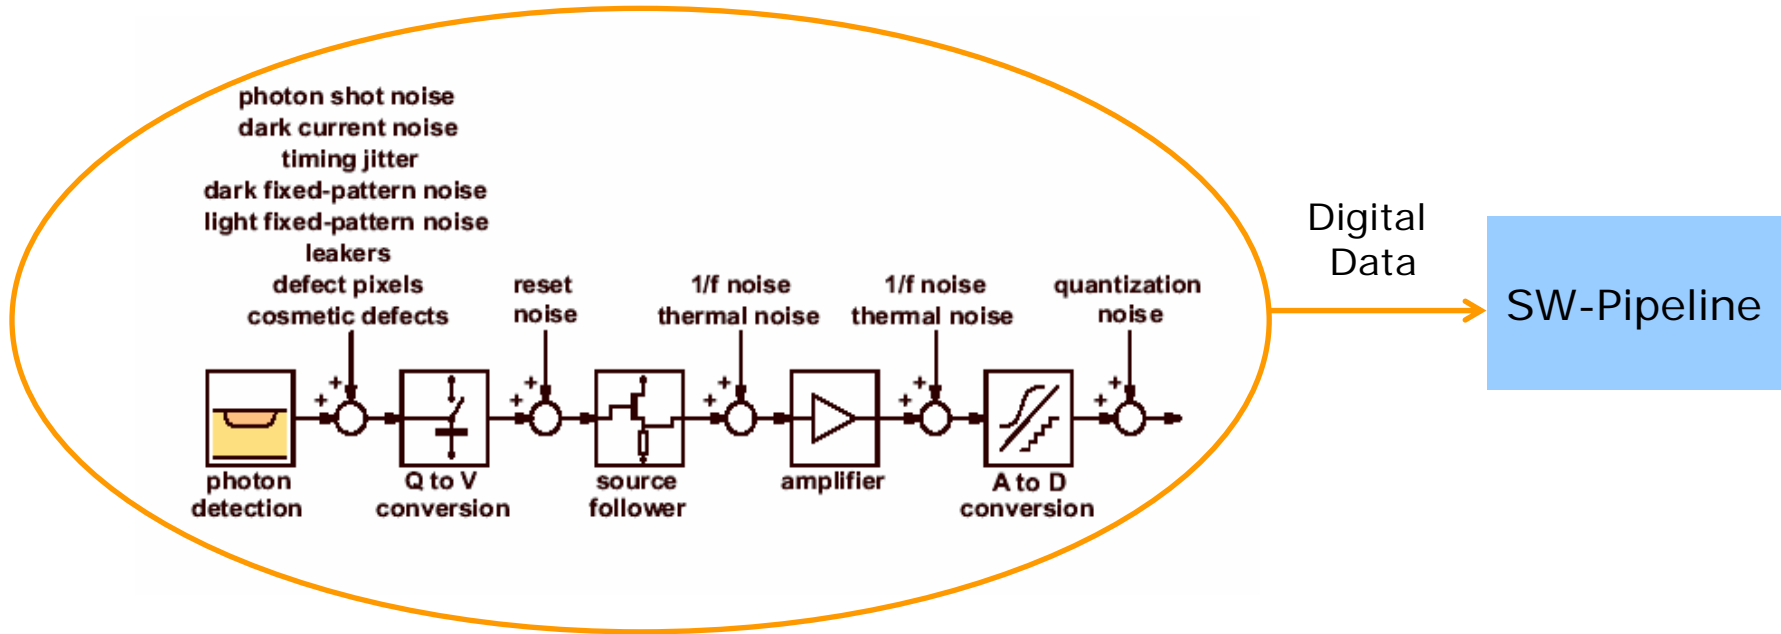 photon shot noise
dark current noise
timing jitter
dark fixed-pattern noise
light fixed-pattern noise
leakers
defect pixels
cosmetic defects
reset
noise
1/f noise
thermal noise
1/f noise
thermal noise
quantization
noise
+
+
+
+
+
+
+
+
+
+
photon
detection
Q to V
conversion
source
follower
amplifier
A to D
conversion
Digital
Data
SW-Pipeline